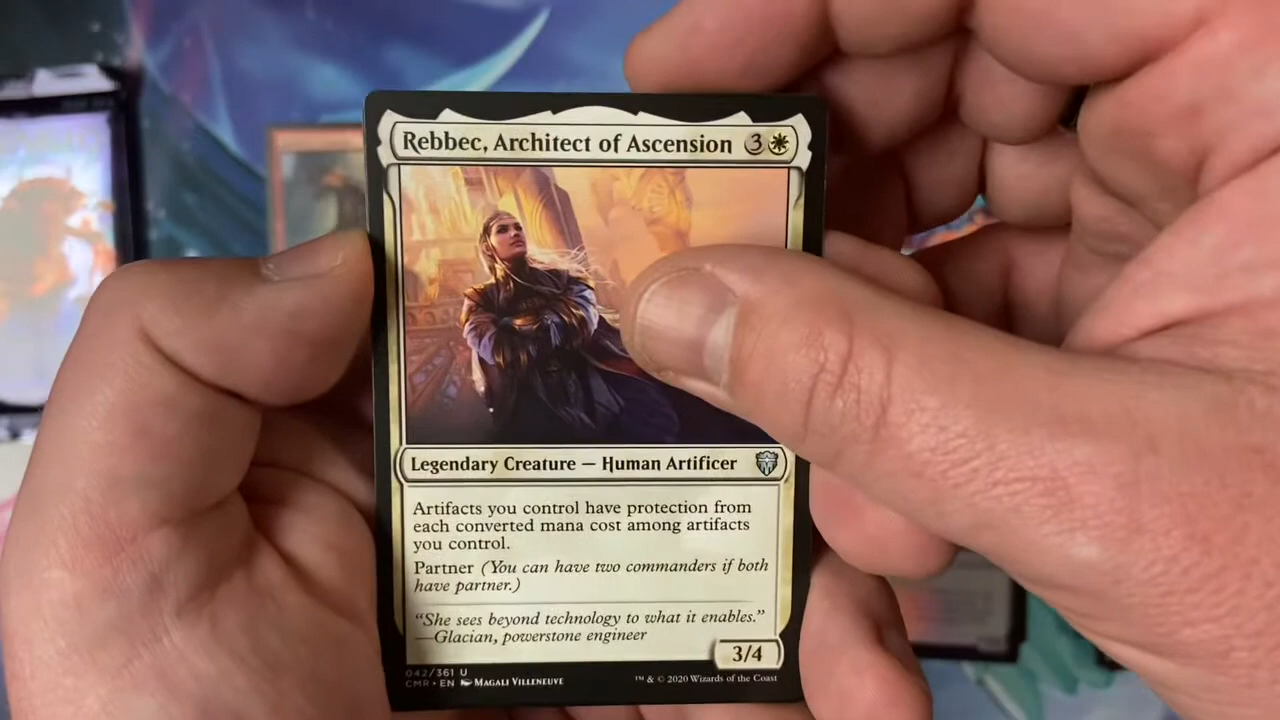 Rebbec, Architect of Ascension 3
Legendary Creature — Human Artificer
Artifacts you control have protection from
each converted mana cost among artifacts
you control.
Partner (You can have two commanders if both
have partner.)
“She sees beyond technology to what it enables.”
—Glacian, powerstone engineer
3/4
042/361 U
CMR • EN Magali Villeneuve
™ & © 2020 Wizards of the Coast